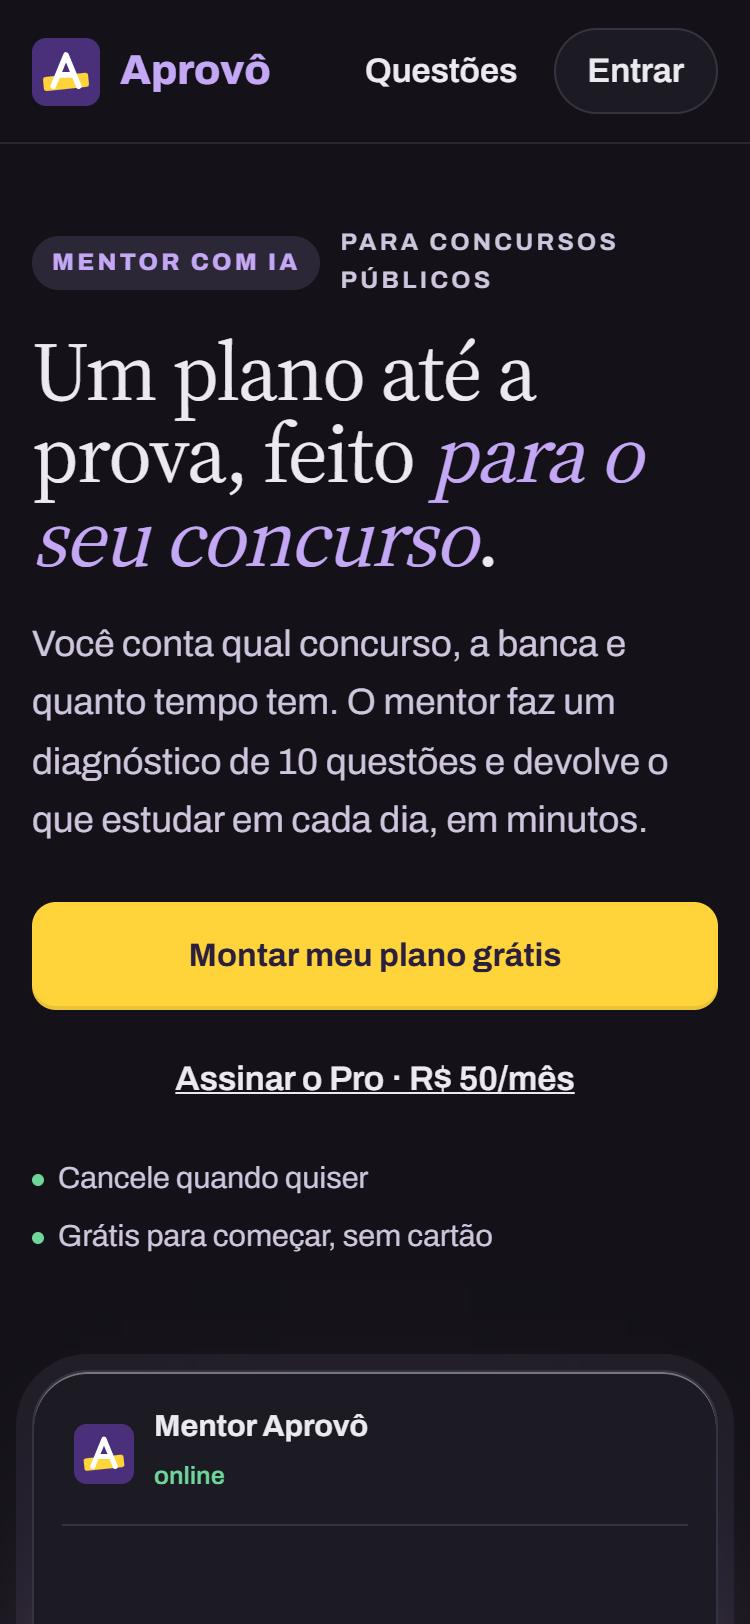 Aprovô
Questões
Entrar
MENTOR COM IA
PARA CONCURSOS
PÚBLICOS
Um plano até a
prova, feito para o
seu concurso.
Você conta qual concurso, a banca e
quanto tempo tem. O mentor faz um
diagnóstico de 10 questões e devolve o
que estudar em cada dia, em minutos.
Montar meu plano grátis
Assinar o Pro · R$ 50/mês
Cancele quando quiser
Grátis para começar, sem cartão
Mentor Aprovô
online